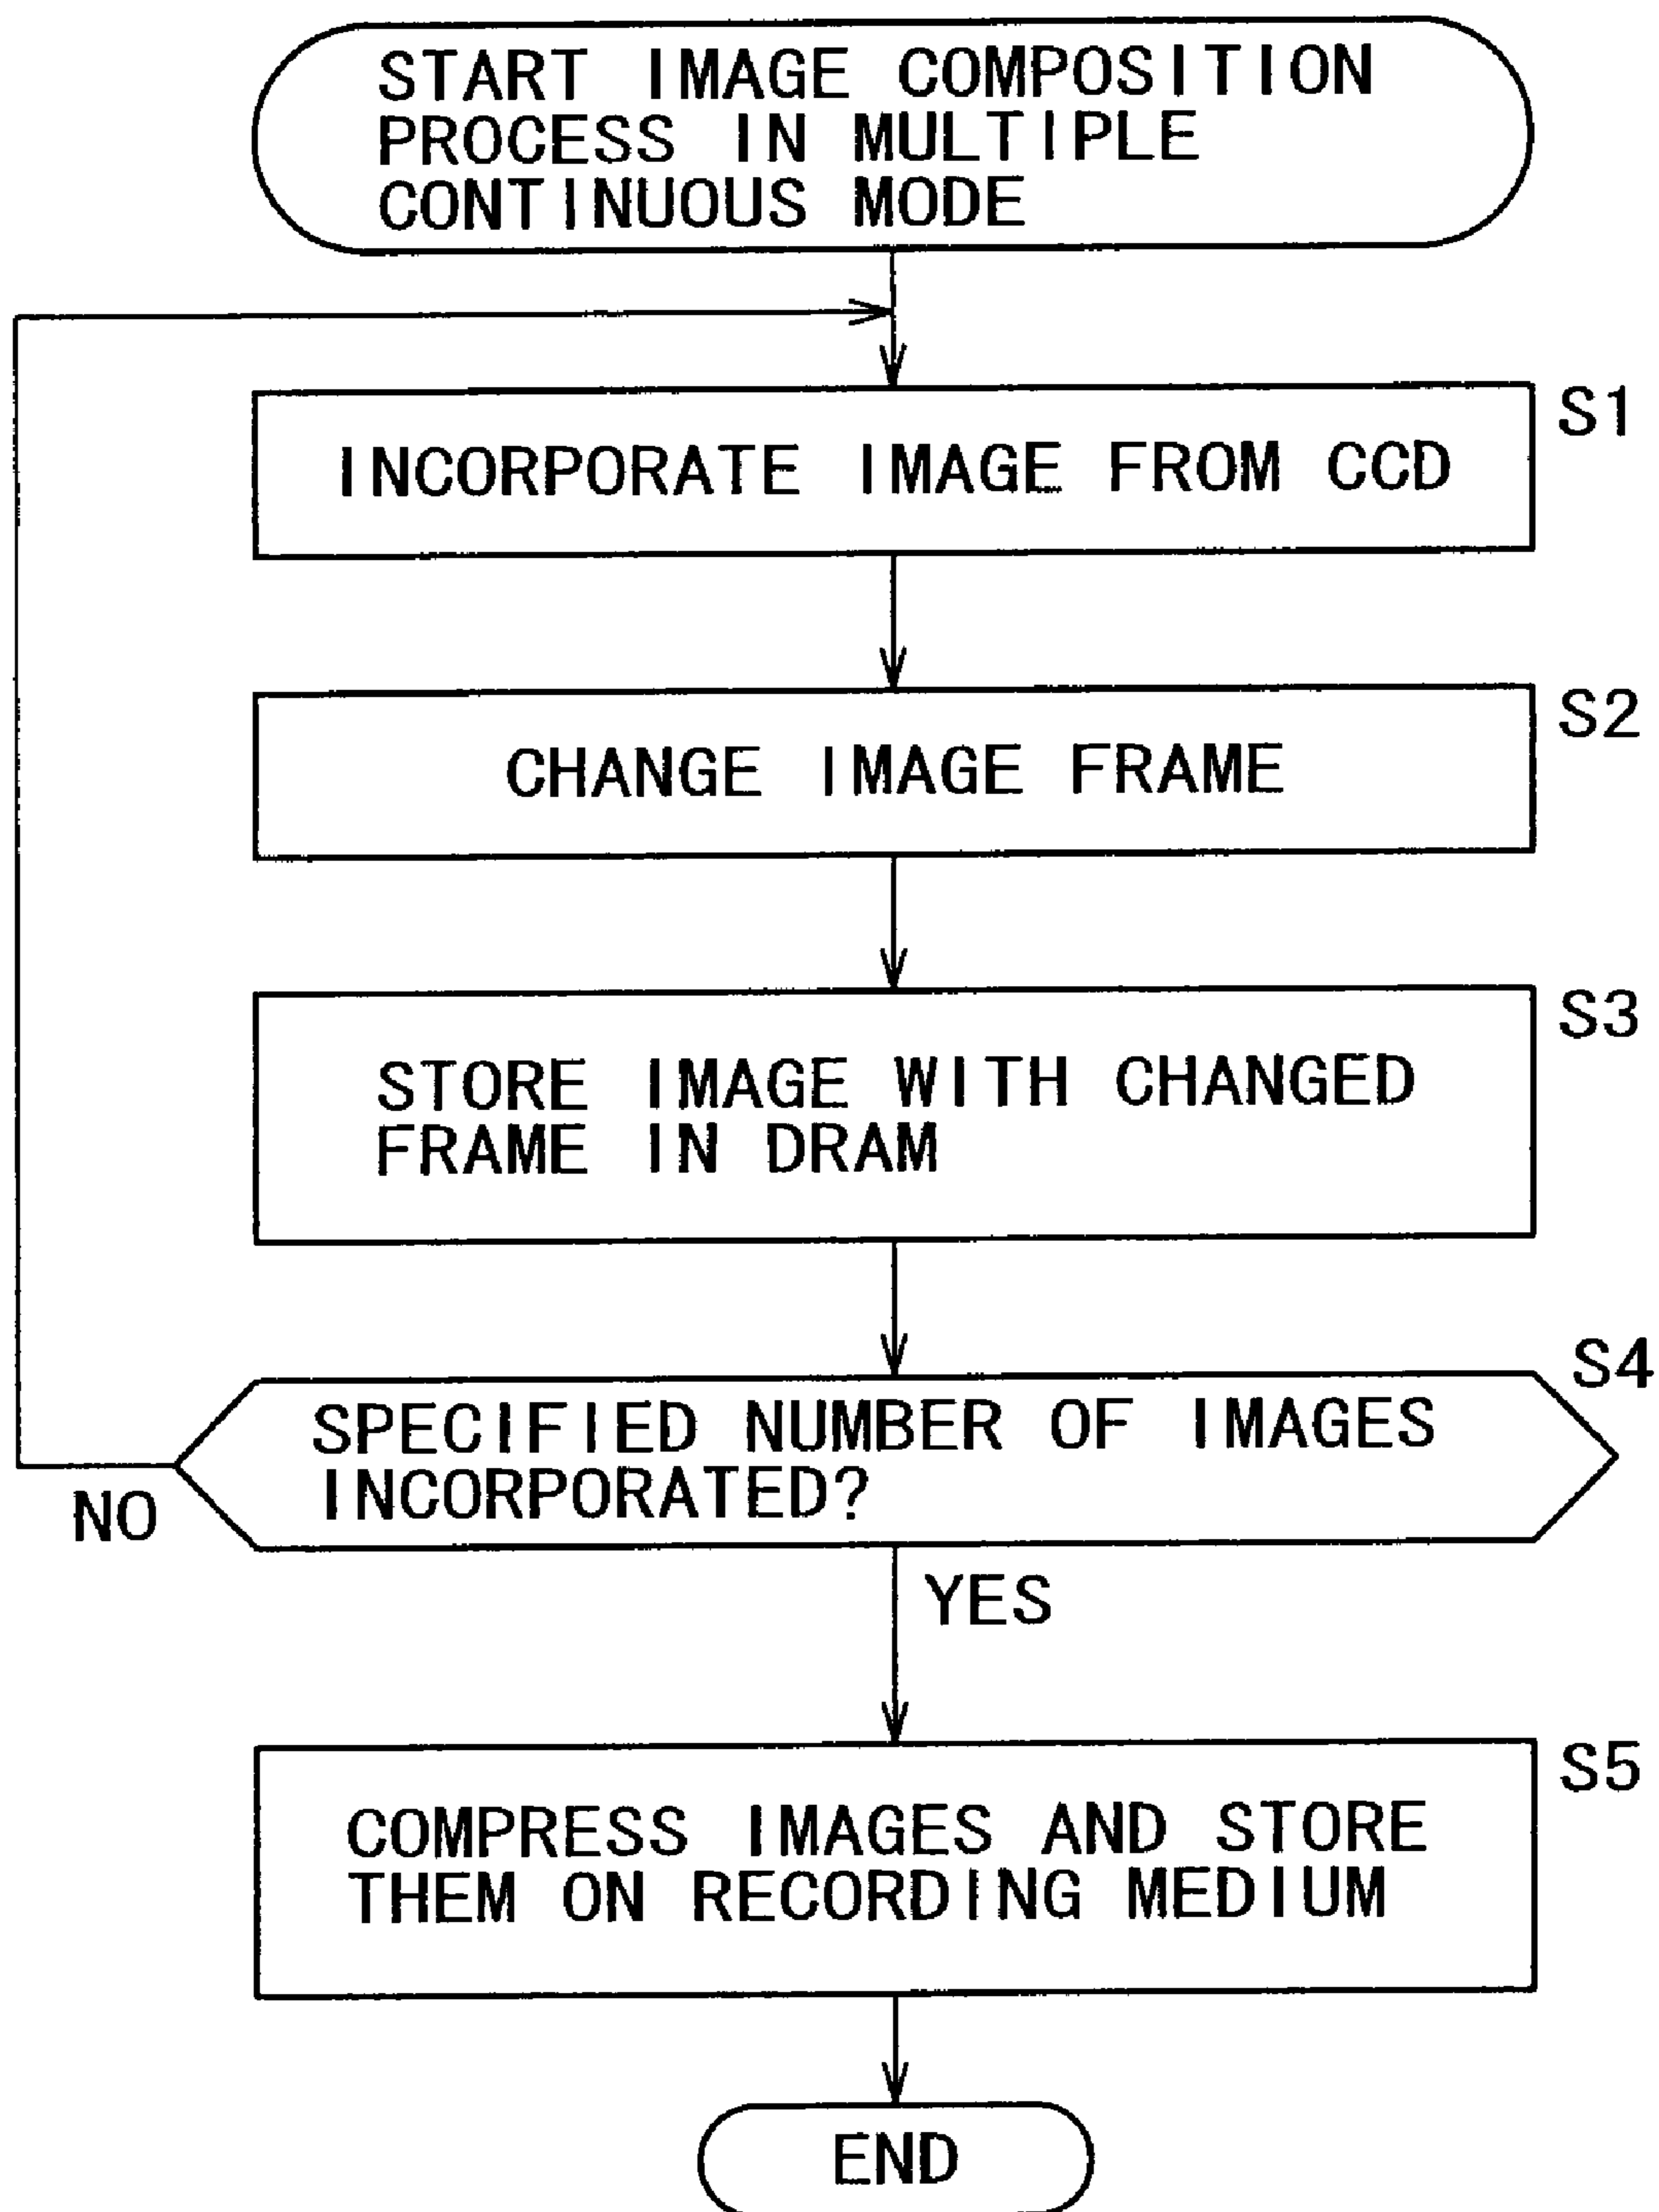 START IMAGE COMPOSITION
PROCESS IN MULTIPLE
CONTINUOUS MODE
S1
INCORPORATE IMAGE FROM CCD
S2
CHANGE IMAGE FRAME
S3
STORE IMAGE WITH CHANGED
FRAME IN DRAM
S4
SPECIFIED NUMBER OF IMAGES
INCORPORATED?
NO
YES
S5
COMPRESS IMAGES AND STORE
THEM ON RECORDING MEDIUM
END